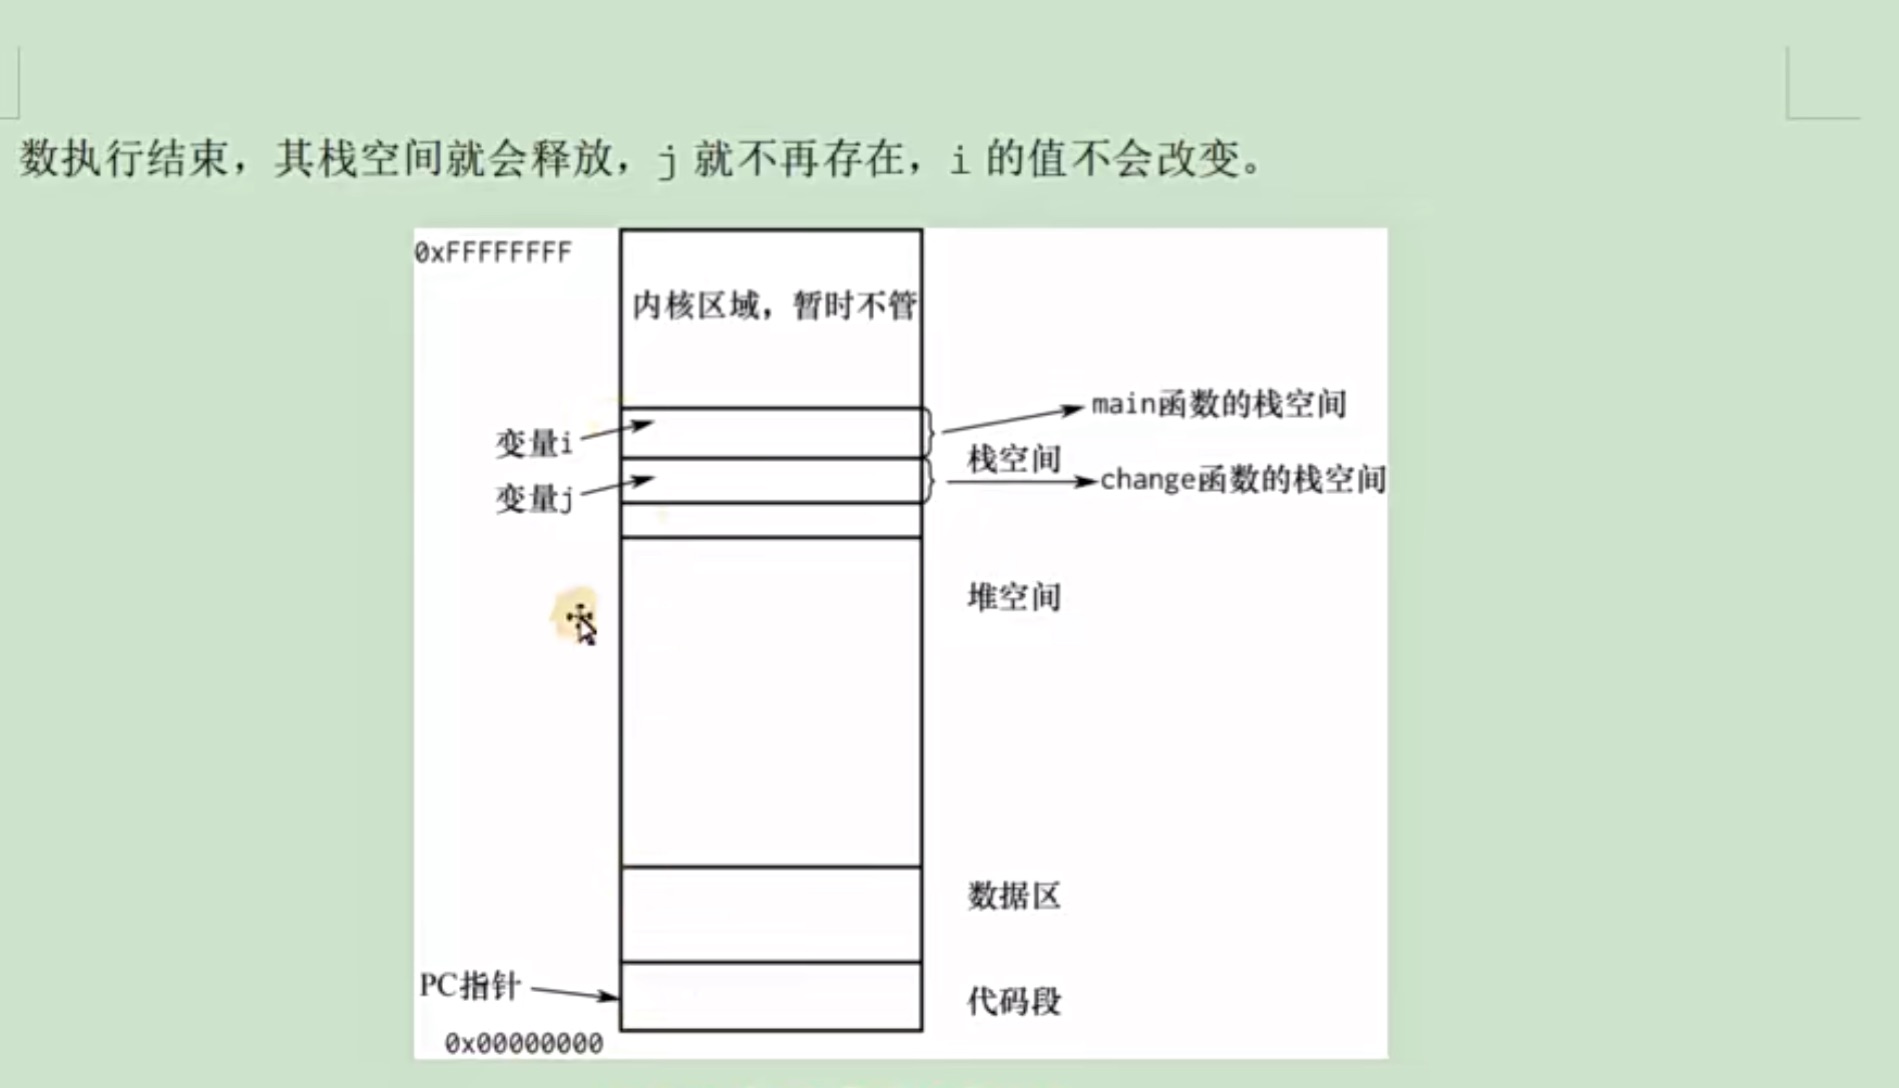 数执行结束，其栈空间就会释放，j 就不再存在，i 的值不会改变。
0xFFFFFFFF
内核区域，暂时不管
main函数的栈空间
变量i
栈空间
change函数的栈空间
变量j
堆空间
数据区
PC指针
代码段
0x00000000